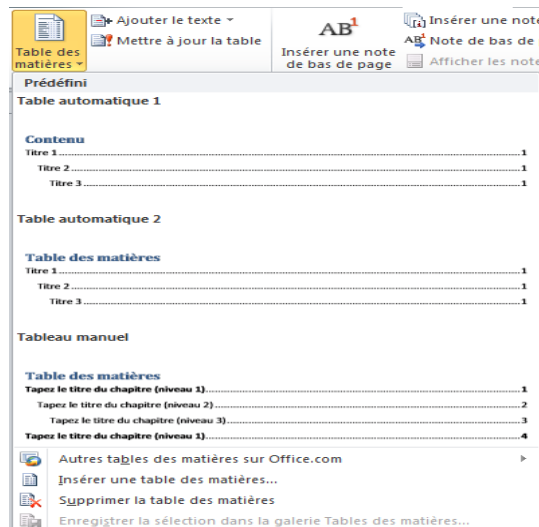 Table des matières
Ajouter le texte
Mettre à jour la table
AB1
Insérer une note de bas de page
Insérer une note
AB Note de bas de
Afficher les note
Prédéfini
Table automatique 1
Contenu
Titre 1.....1
Titre 2.....1
Titre 3.....1
Table automatique 2
Table des matières
Titre 1.....1
Titre 2.....1
Titre 3.....1
Tableau manuel
Table des matières
Tapez le titre du chapitre (niveau 1).....1
Tapez le titre du chapitre (niveau 2).....2
Tapez le titre du chapitre (niveau 3).....3
Tapez le titre du chapitre (niveau 1).....4
Autres tables des matières sur Office.com
Insérer une table des matières...
Supprimer la table des matières
Enregistrer la sélection dans la galerie Tables des matières...